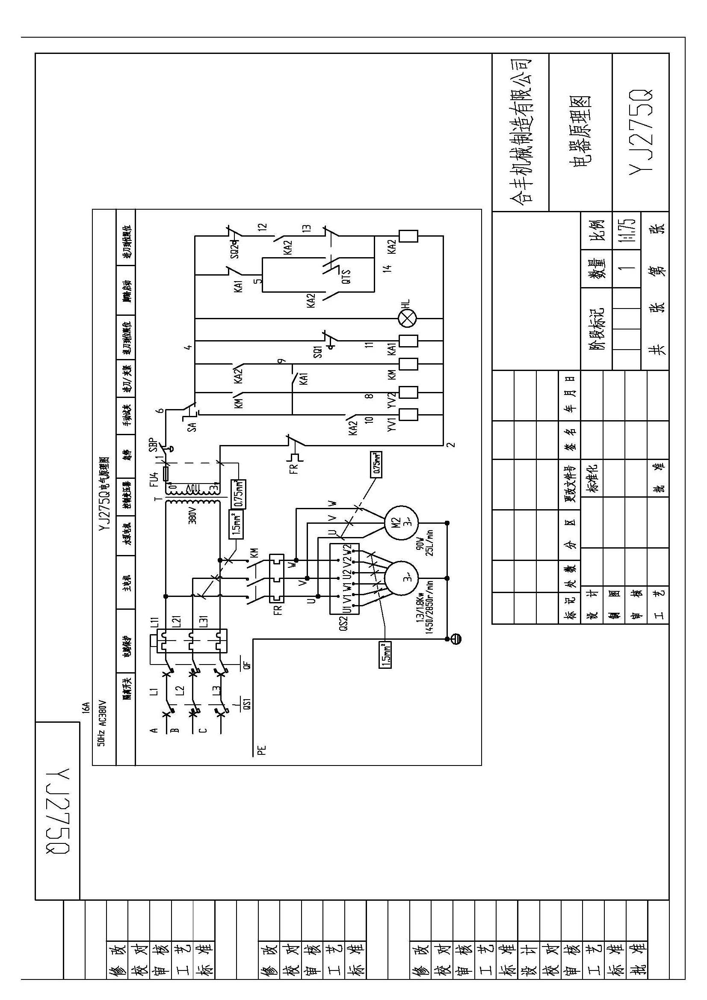 YJ275Q
16A
50Hz AC380V
YJ275Q电气原理图
隔离开关
电路保护
主电机
水泵电机
控制变压器
急停
手动试夹
进刀/夹紧
退刀到位限位
脚踏启动
进刀到位限位
A
B
C
L1
L2
L3
QS1
QF
L11
L21
L31
PE
T
380V
110V
0
3
FU4
1
SBP
6
SA
4
0.75mm²
1.5mm²
KM
FR
U
V
W
U
V
W
QS2
U1 V1 W1 U2 V2 W2
1.3/1.8Kw
1450/2850r/min
3~
M2
3~
90W
25L/min
1.5mm²
0.75mm²
FR
2
KA2
10
YV1
KM
8
YV2
KA2
9
KA1
KM
SQ1
11
KA1
HL
KA1
5
KA2
QTS
14
SQ2
12
KA2
13
KA2
合丰机械制造有限公司
电器原理图
YJ275Q
阶段标记
数量
比例
1
1:1.75
共 张 第 张
标记
处数
分区
更改文件号
签名
年月日
设计
标准化
制图
审核
工艺
批准
修改
校对
审核
工艺
标准
修改
校对
审核
工艺
标准
修改
校对
审核
工艺
标准
设计
校对
审核
工艺
标准
批准